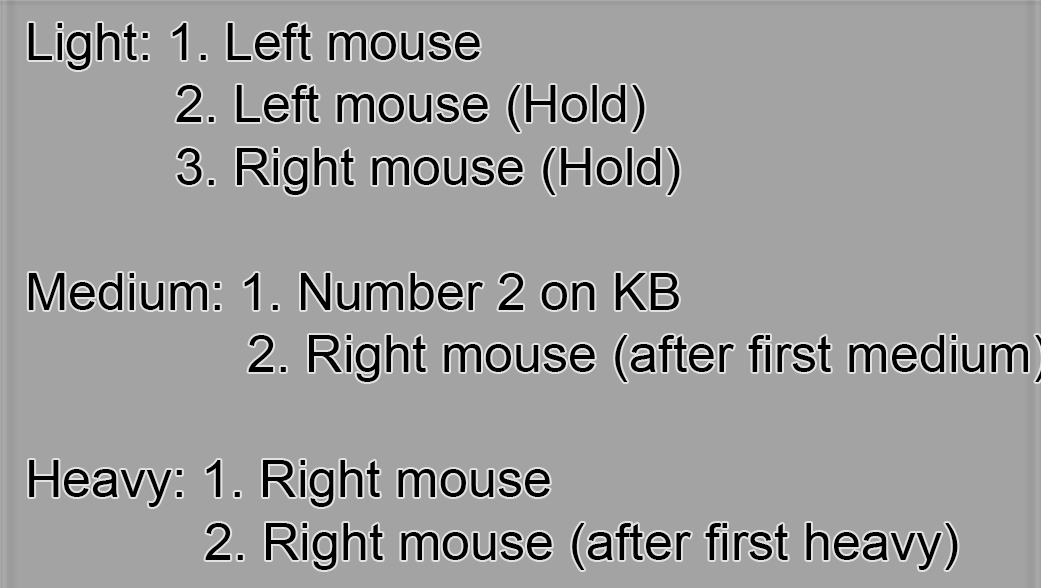 Light: 1. Left mouse
2. Left mouse (Hold)
3. Right mouse (Hold)
Medium: 1. Number 2 on KB
2. Right mouse (after first medium)
Heavy: 1. Right mouse
2. Right mouse (after first heavy)